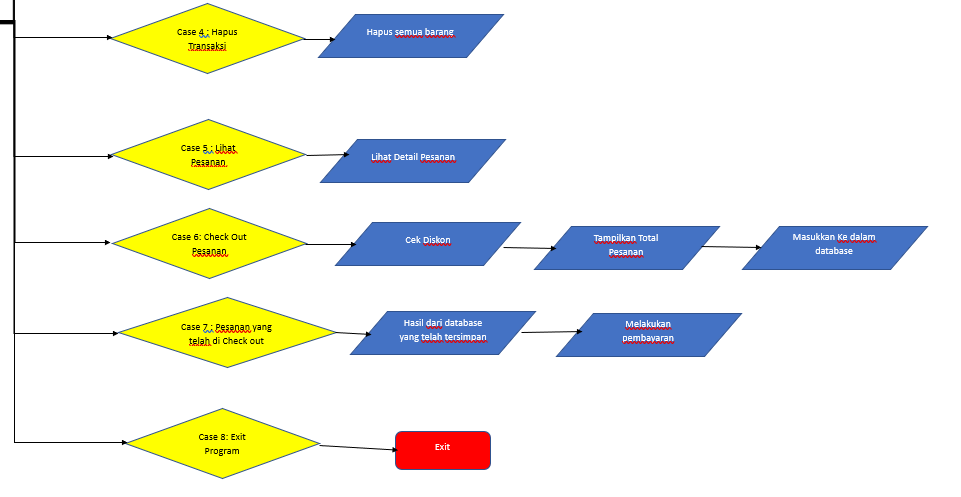 Case 4 : Hapus
Transaksi
Hapus semua barang
Case 5 : Lihat
Pesanan
Lihat Detail Pesanan
Case 6: Check Out
Pesanan
Cek Diskon
Tampilkan Total
Pesanan
Masukkan Ke dalam
database
Case 7 : Pesanan yang
telah di Check out
Hasil dari database
yang telah tersimpan
Melakukan
pembayaran
Case 8: Exit
Program
Exit